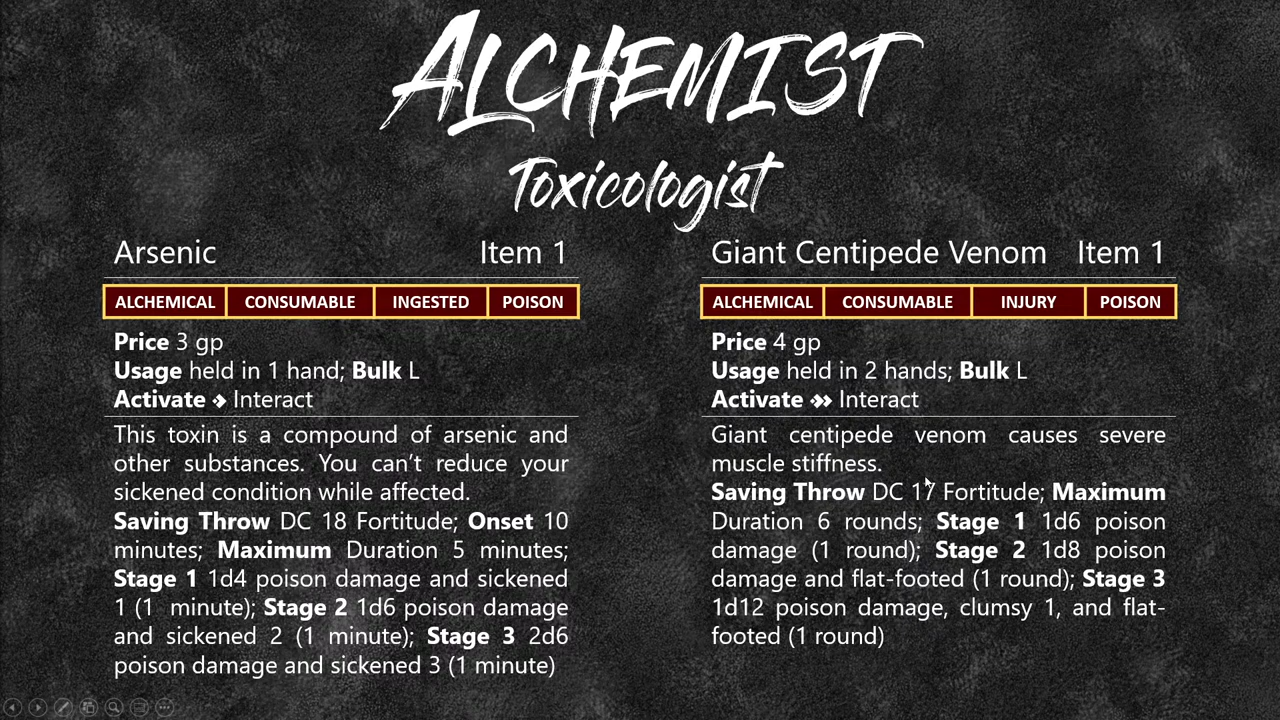 ALCHEMIST
Toxicologist
Arsenic Item 1
ALCHEMICAL CONSUMABLE INGESTED POISON
Price 3 gp
Usage held in 1 hand; Bulk L
Activate Interact
This toxin is a compound of arsenic and
other substances. You can’t reduce your
sickened condition while affected.
Saving Throw DC 18 Fortitude; Onset 10
minutes; Maximum Duration 5 minutes;
Stage 1 1d4 poison damage and sickened
1 (1 minute); Stage 2 1d6 poison damage
and sickened 2 (1 minute); Stage 3 2d6
poison damage and sickened 3 (1 minute)
Giant Centipede Venom Item 1
ALCHEMICAL CONSUMABLE INJURY POISON
Price 4 gp
Usage held in 2 hands; Bulk L
Activate Interact
Giant centipede venom causes severe
muscle stiffness.
Saving Throw DC 17 Fortitude; Maximum
Duration 6 rounds; Stage 1 1d6 poison
damage (1 round); Stage 2 1d8 poison
damage and flat-footed (1 round); Stage 3
1d12 poison damage, clumsy 1, and flat-
footed (1 round)